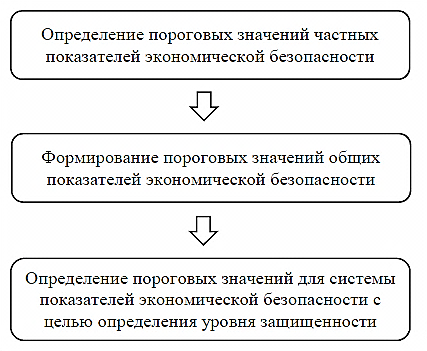 Определение пороговых значений частных
показателей экономической безопасности
Формирование пороговых значений общих
показателей экономической безопасности
Определение пороговых значений для системы
показателей экономической безопасности с
целью определения уровня защищенности